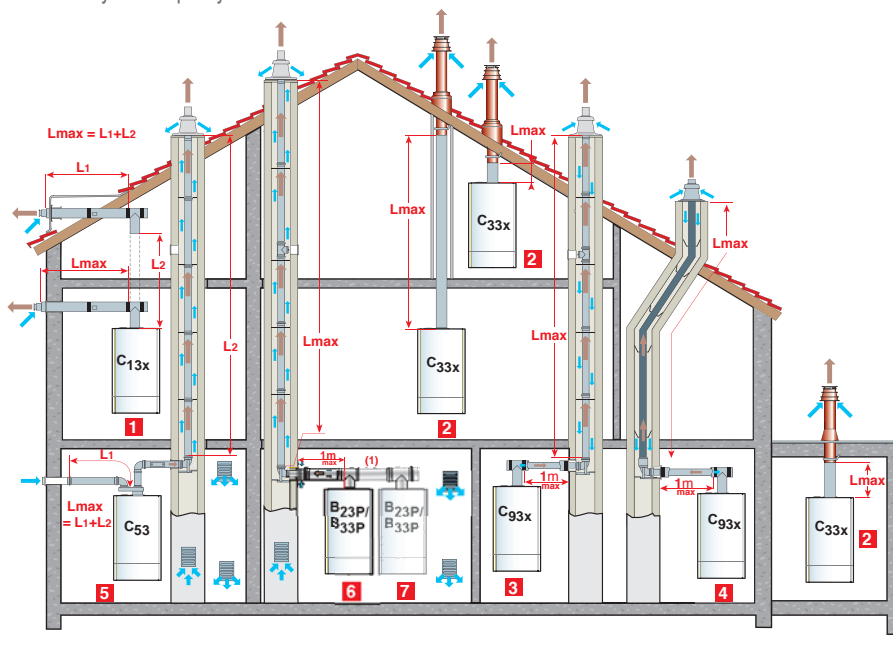 Lmax = L1+L2
L1
Lmax
L2
C13x
1
L2
L1
Lmax
= L1+L2
C53
5
Lmax
1m
max
(1)
B23P/
B33P
6
B23P/
B33P
7
Lmax
C33x
2
Lmax
C33x
2
Lmax
1m
max
C93x
3
Lmax
1m
max
C93x
4
Lmax
C33x
2